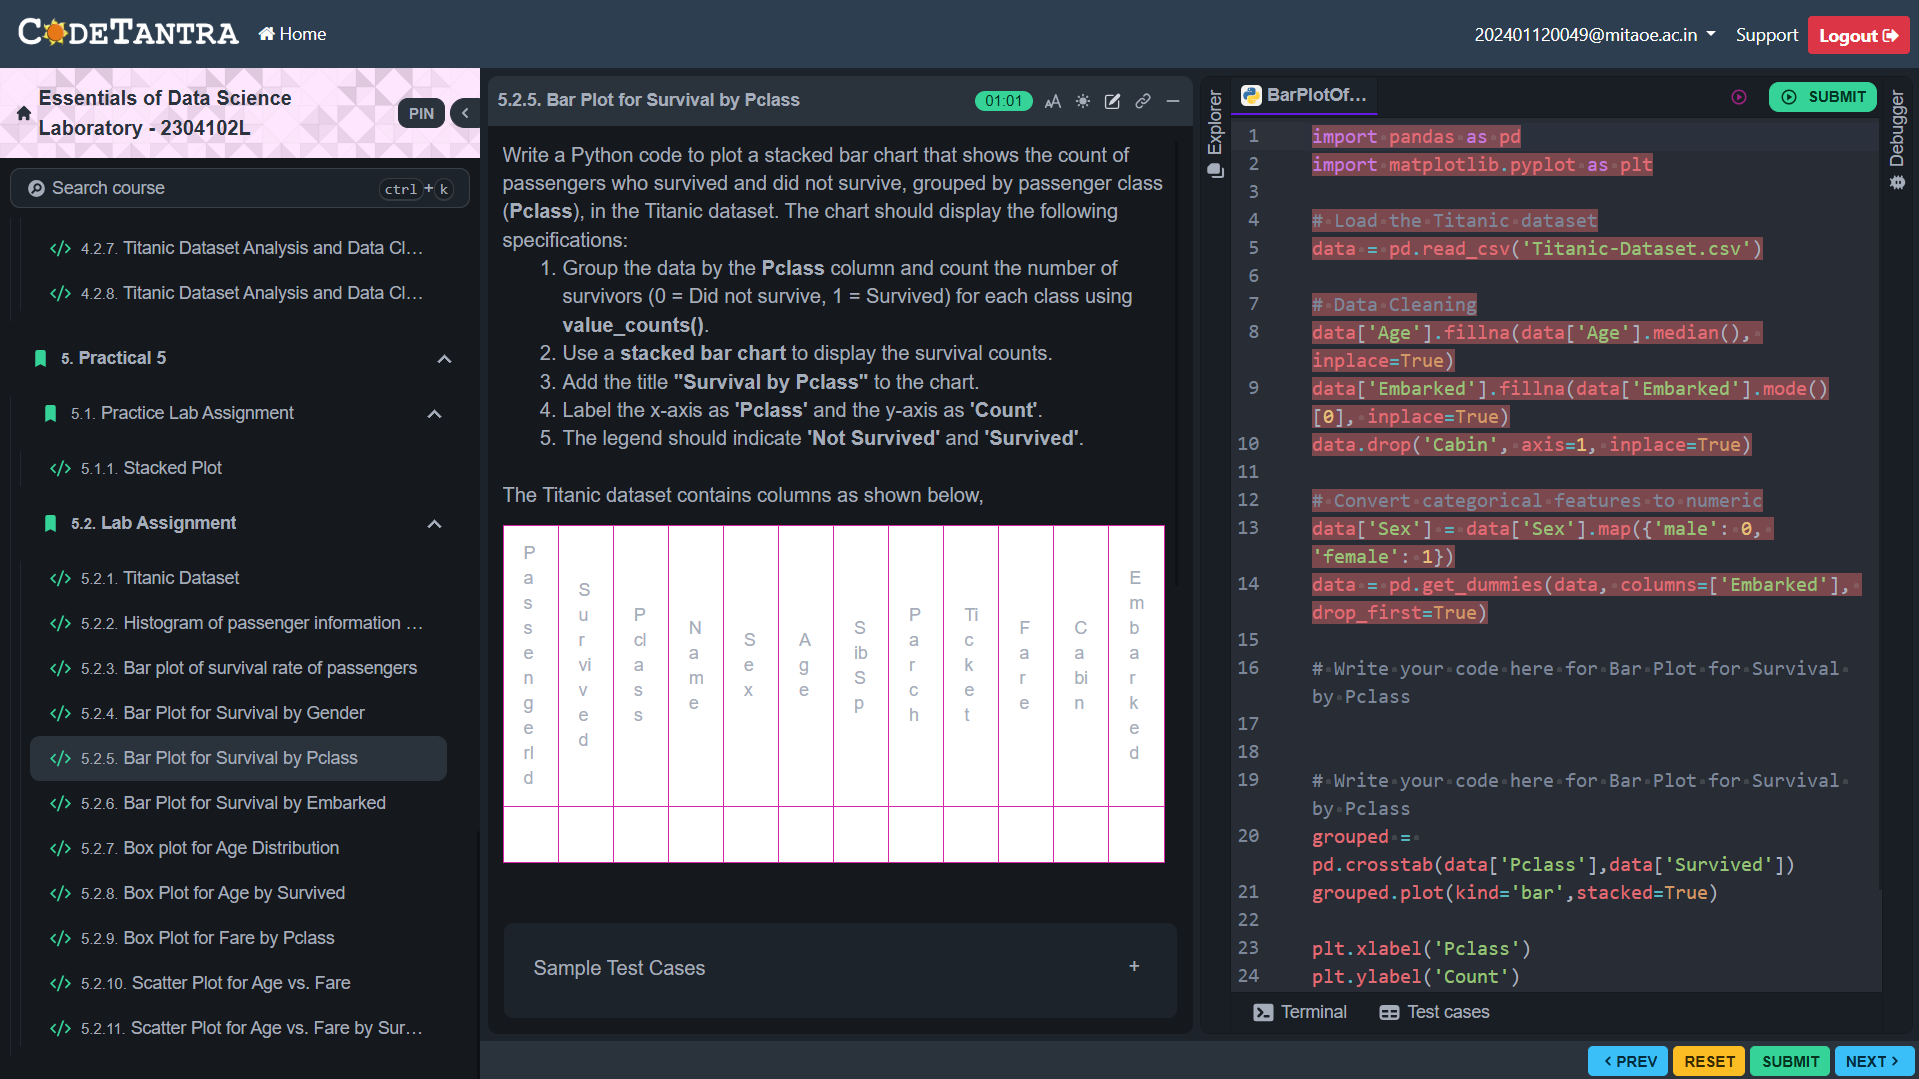 CODETANTRA
Home
202401120049@mitaoe.ac.in
Support
Logout
Essentials of Data Science
Laboratory - 2304102L
PIN
Search course
ctrl + k
4.2.7. Titanic Dataset Analysis and Data Cl...
4.2.8. Titanic Dataset Analysis and Data Cl...
5. Practical 5
5.1. Practice Lab Assignment
5.1.1. Stacked Plot
5.2. Lab Assignment
5.2.1. Titanic Dataset
5.2.2. Histogram of passenger information ...
5.2.3. Bar plot of survival rate of passengers
5.2.4. Bar Plot for Survival by Gender
5.2.5. Bar Plot for Survival by Pclass
5.2.6. Bar Plot for Survival by Embarked
5.2.7. Box plot for Age Distribution
5.2.8. Box Plot for Age by Survived
5.2.9. Box Plot for Fare by Pclass
5.2.10. Scatter Plot for Age vs. Fare
5.2.11. Scatter Plot for Age vs. Fare by Sur...
5.2.5. Bar Plot for Survival by Pclass
01:01
AA
Write a Python code to plot a stacked bar chart that shows the count of
passengers who survived and did not survive, grouped by passenger class
(Pclass), in the Titanic dataset. The chart should display the following
specifications:
1. Group the data by the Pclass column and count the number of
survivors (0 = Did not survive, 1 = Survived) for each class using
value_counts().
2. Use a stacked bar chart to display the survival counts.
3. Add the title "Survival by Pclass" to the chart.
4. Label the x-axis as 'Pclass' and the y-axis as 'Count'.
5. The legend should indicate 'Not Survived' and 'Survived'.
The Titanic dataset contains columns as shown below,
PassengerId
Survived
Pclass
Name
Sex
Age
SibSp
Parch
Ticket
Fare
Cabin
Embarked
Sample Test Cases
+
Explorer
BarPlotOf...
SUBMIT
Debugger
1 import pandas as pd
2 import matplotlib.pyplot as plt
3
4 # Load the Titanic dataset
5 data = pd.read_csv('Titanic-Dataset.csv')
6
7 # Data Cleaning
8 data['Age'].fillna(data['Age'].median(),
inplace=True)
9 data['Embarked'].fillna(data['Embarked'].mode()
[0], inplace=True)
10 data.drop('Cabin', axis=1, inplace=True)
11
12 # Convert categorical features to numeric
13 data['Sex'] = data['Sex'].map({'male': 0,
'female': 1})
14 data = pd.get_dummies(data, columns=['Embarked'],
drop_first=True)
15
16 # Write your code here for Bar Plot for Survival
by Pclass
17
18
19 # Write your code here for Bar Plot for Survival
by Pclass
20 grouped =
pd.crosstab(data['Pclass'],data['Survived'])
21 grouped.plot(kind='bar',stacked=True)
22
23 plt.xlabel('Pclass')
24 plt.ylabel('Count')
Terminal
Test cases
< PREV
RESET
SUBMIT
NEXT >